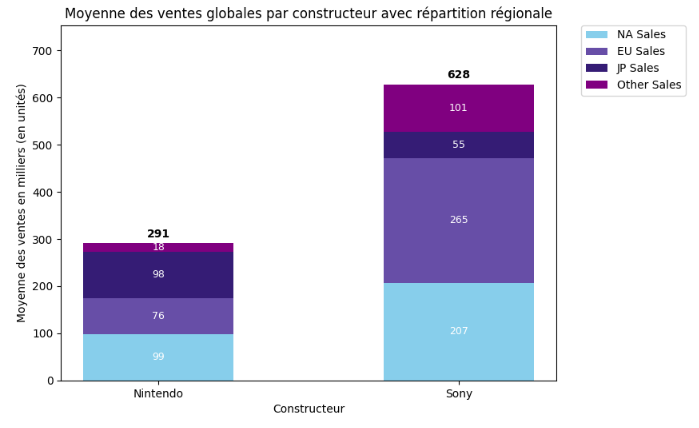 Moyenne des ventes globales par constructeur avec répartition régionale
NA Sales
EU Sales
JP Sales
Other Sales
Moyenne des ventes en milliers (en unités)
700
600
500
400
300
200
100
0
291
18
98
76
99
628
101
55
265
207
Nintendo
Sony
Constructeur